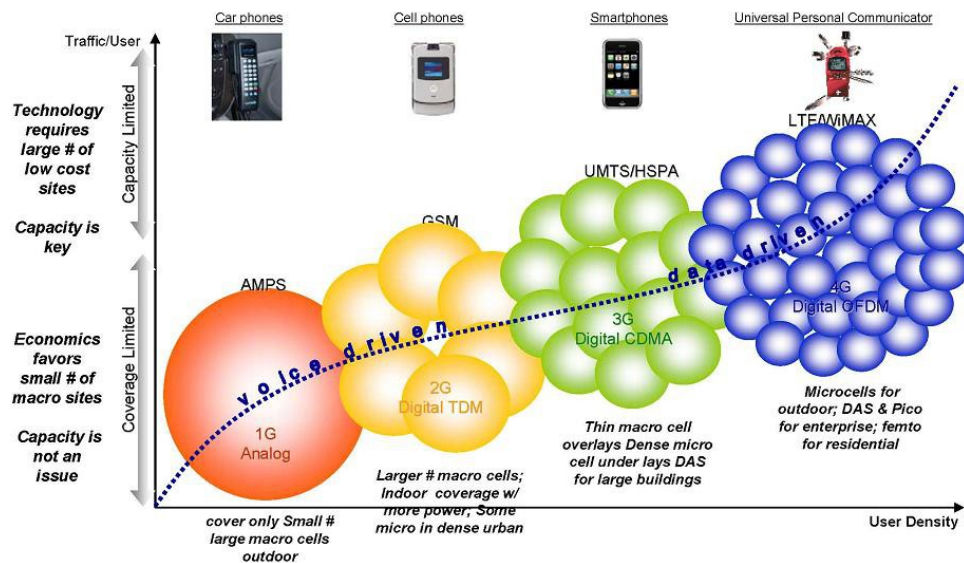 Car phones
Cell phones
Smartphones
Universal Personal Communicator
Traffic/User
Technology
requires
large # of
low cost
sites
Capacity is
key
Capacity Limited
Economics
favors
small # of
macro sites
Capacity is
not an
issue
Coverage Limited
AMPS
GSM
UMTS/HSPA
LTE/WiMAX
voice driven
data driven
1G
Analog
2G
Digital TDM
3G
Digital CDMA
4G
Digital OFDM
cover only Small #
large macro cells
outdoor
Larger # macro cells;
Indoor coverage w/
more power; Some
micro in dense urban
Thin macro cell
overlays Dense micro
cell under lays DAS
for large buildings
Microcells for
outdoor; DAS & Pico
for enterprise; femto
for residential
User Density